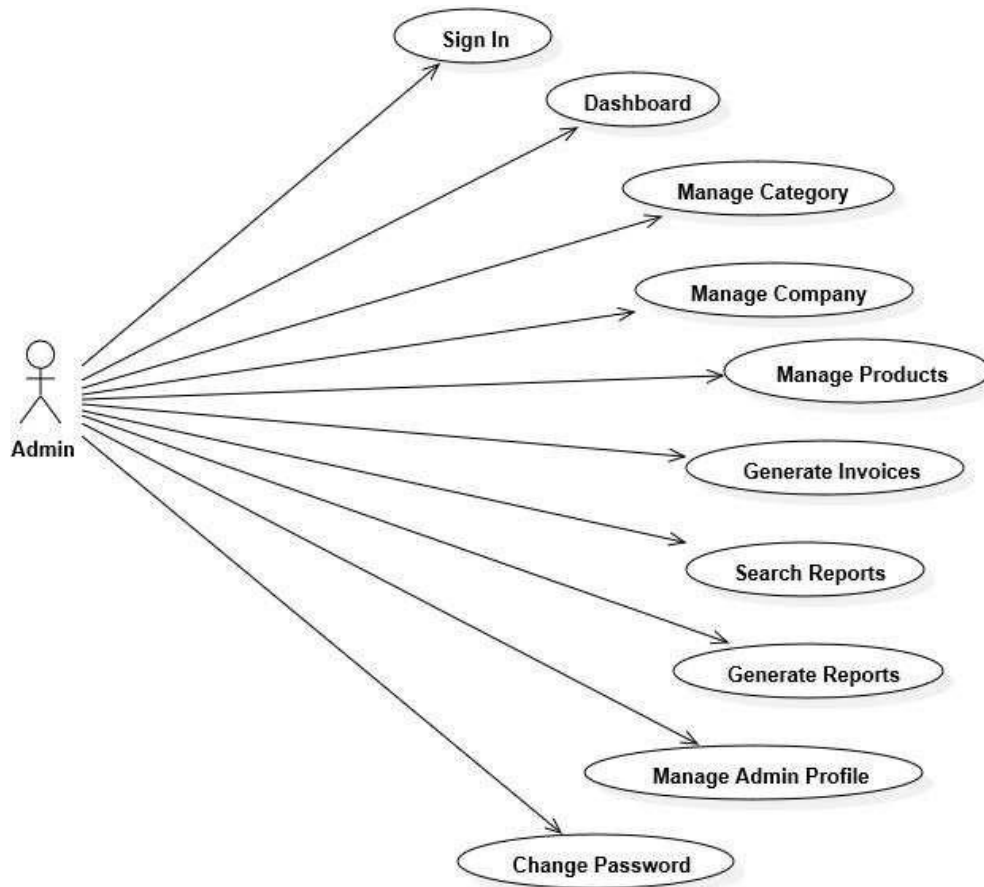 Sign In
Dashboard
Manage Category
Manage Company
Manage Products
Admin
Generate Invoices
Search Reports
Generate Reports
Manage Admin Profile
Change Password